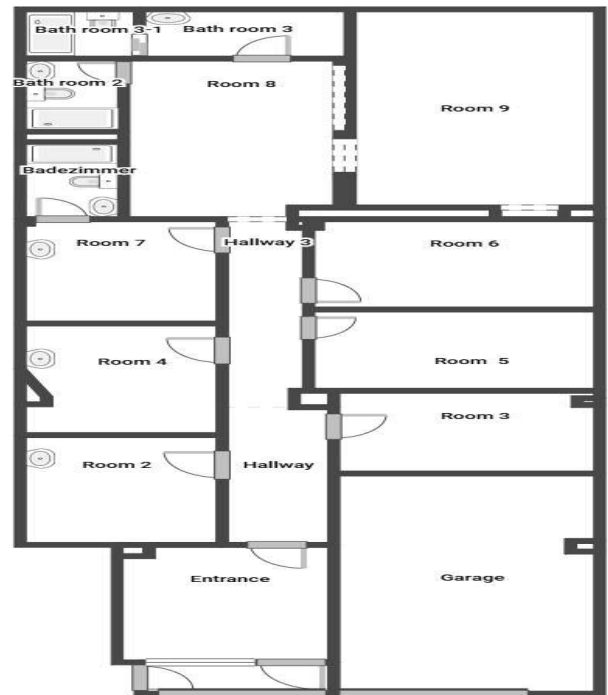 Bath room 3-1
Bath room 3
Bath room 2
Room 8
Room 9
Badezimmer
Room 7
Hallway 3
Room 6
Room 4
Room 5
Room 3
Room 2
Hallway
Entrance
Garage